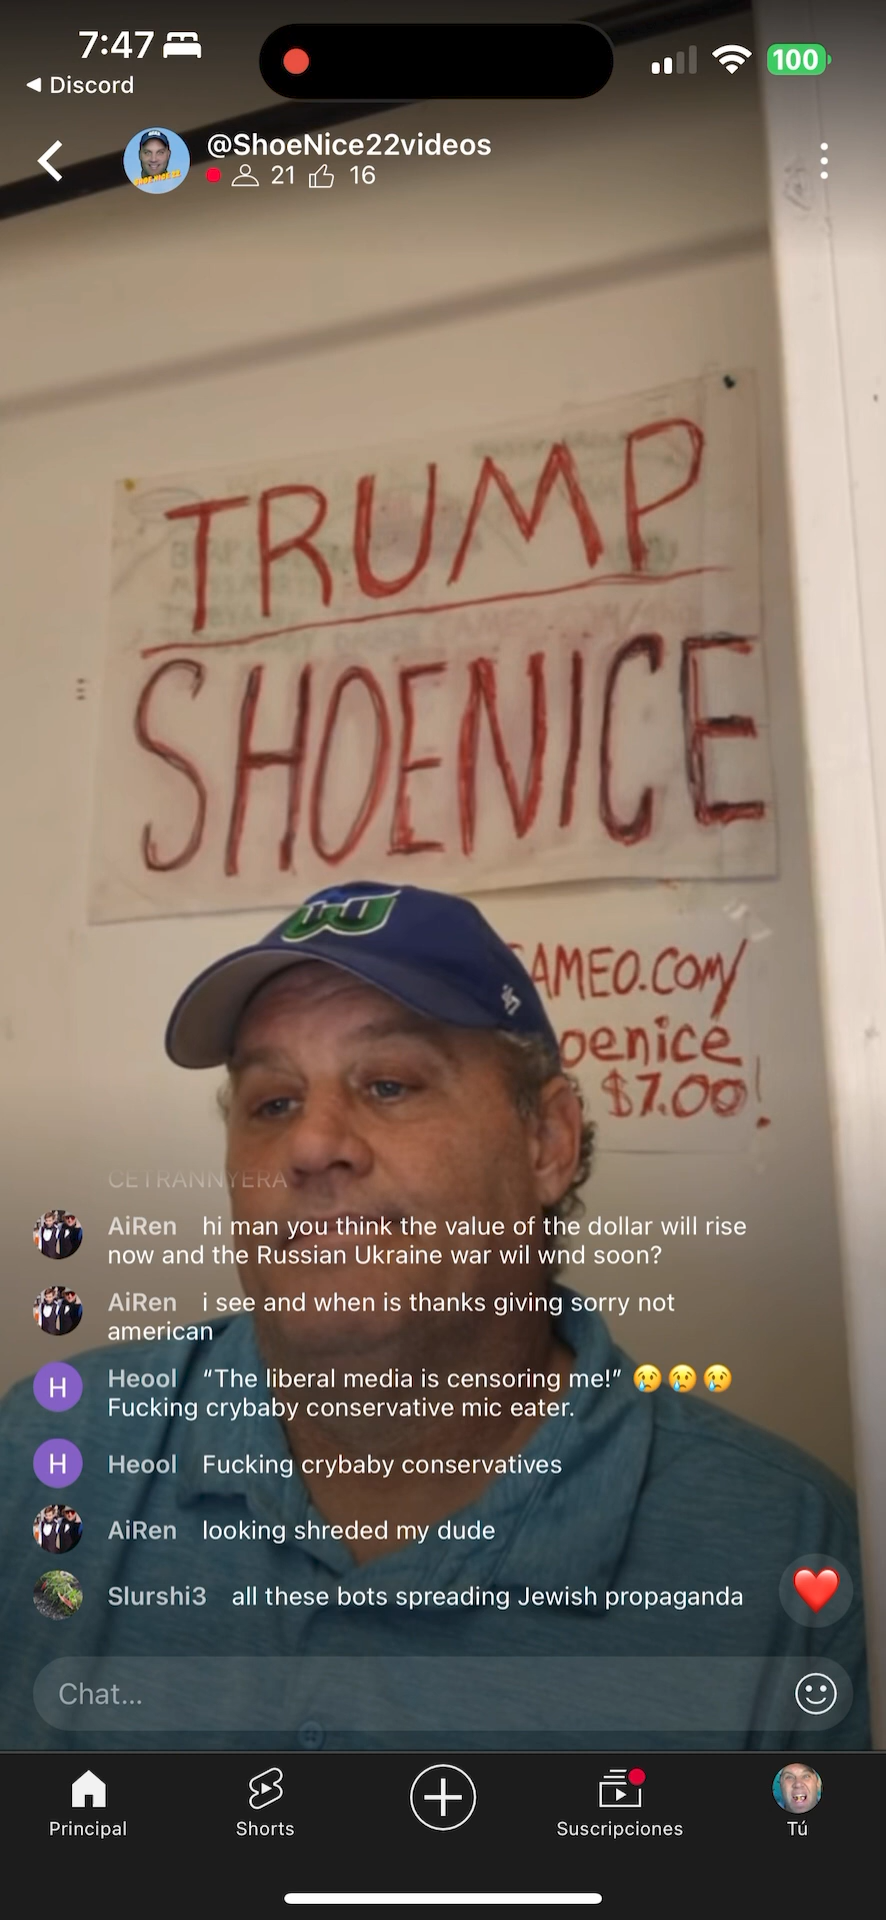 7:47
100
Discord
@ShoeNice22videos
21 16
TRUMP
SHOENICE
AMEO.COM/
oenice
$7.00!
CETRANNYERA
AiRen hi man you think the value of the dollar will rise
now and the Russian Ukraine war wil wnd soon?
AiRen i see and when is thanks giving sorry not
american
H
Heool “The liberal media is censoring me!” 😢😢😢
Fucking crybaby conservative mic eater.
H
Heool Fucking crybaby conservatives
AiRen looking shreded my dude
Slurshi3 all these bots spreading Jewish propaganda
Chat...
Principal
Shorts
Suscripciones
Tú